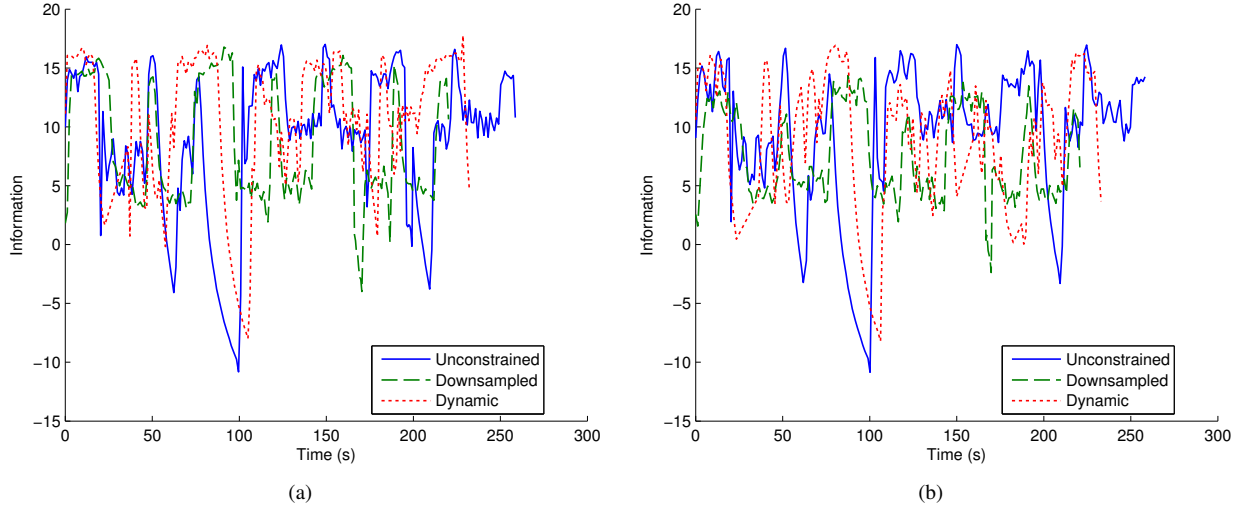 20
15
10
5
0
−5
−10
−15
Information
Unconstrained
Downsampled
Dynamic
0 50 100 150 200 250 300
Time (s)
(a)
20
15
10
5
0
−5
−10
−15
Information
Unconstrained
Downsampled
Dynamic
0 50 100 150 200 250 300
Time (s)
(b)